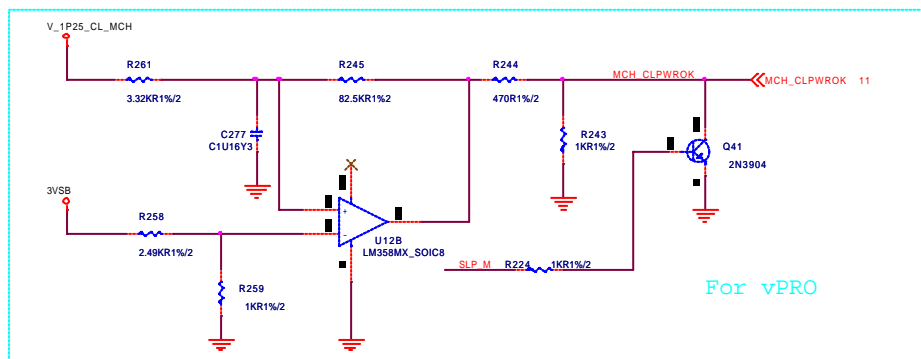 V_1P25_CL_MCH
R261
3.32KR1%/2
R245
82.5KR1%/2
R244
470R1%/2
MCH_CLPWROK
MCH_CLPWROK 11
C277
C1U16Y3
R243
1KR1%/2
Q41
2N3904
3VSB
R258
2.49KR1%/2
+
-
U12B
LM358MX_SOIC8
R259
1KR1%/2
SLP_M
R224
1KR1%/2
For vPRO